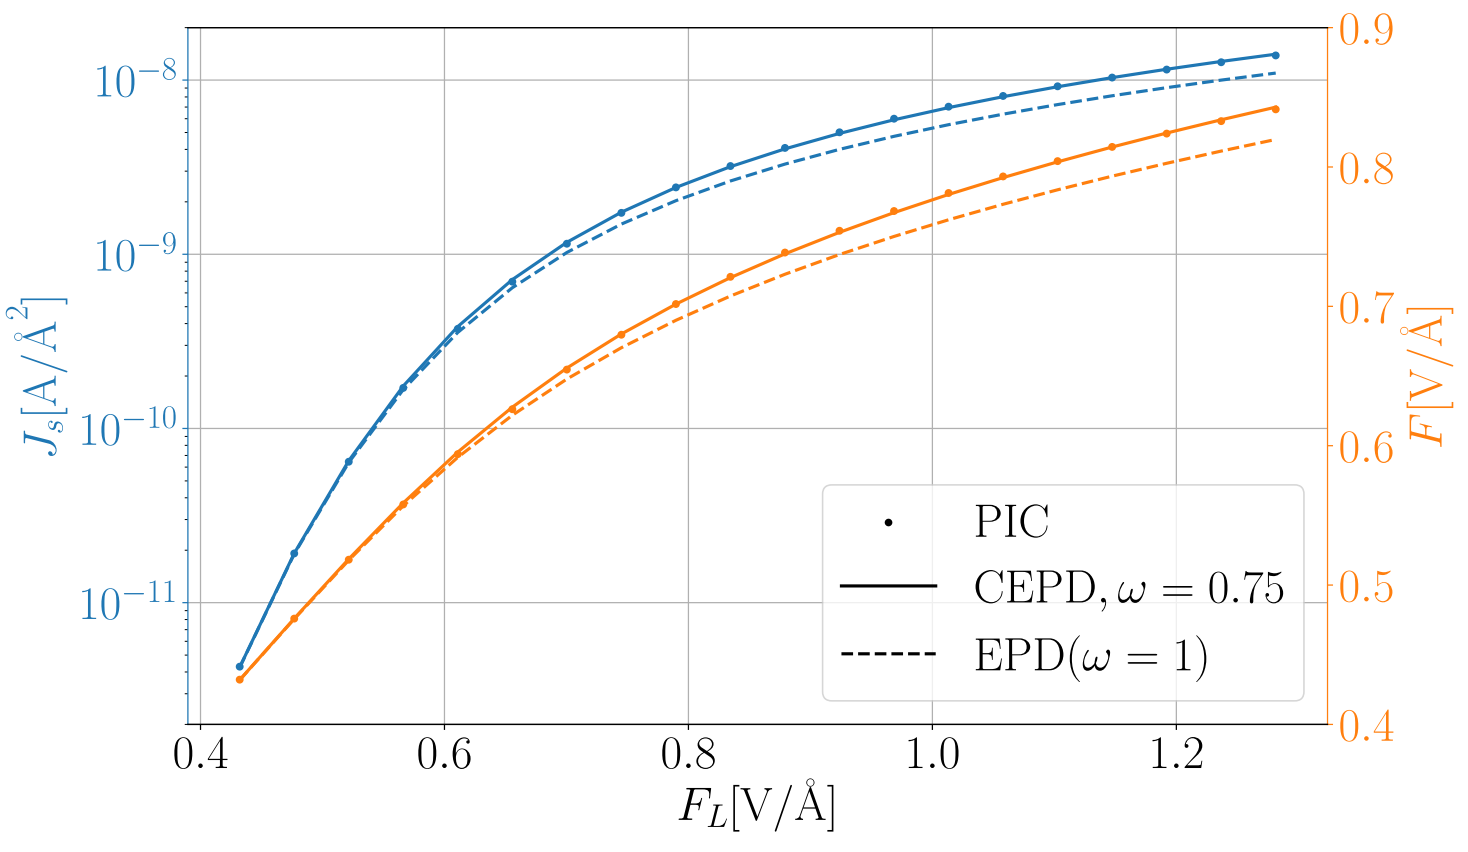 10⁻⁸
10⁻⁹
10⁻¹⁰
10⁻¹¹
J_s[A/Å²]
0.9
0.8
0.7
0.6
0.5
0.4
F[V/Å]
PIC
CEPD, ω = 0.75
EPD(ω = 1)
0.4 0.6 0.8 1.0 1.2
F_L[V/Å]